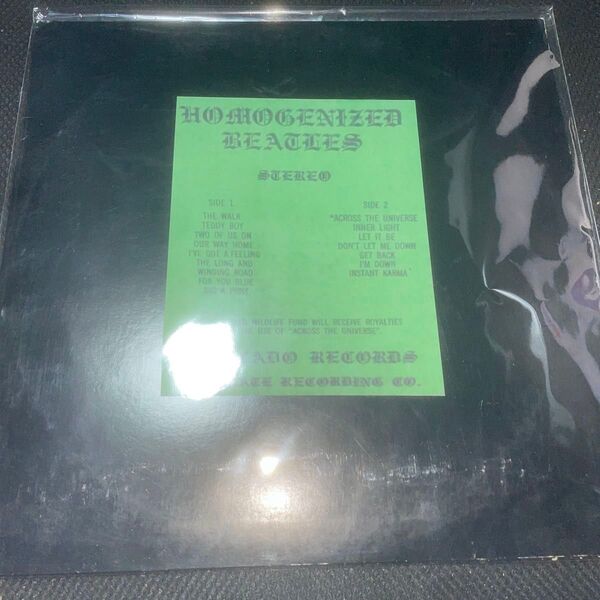 HOMOGENIZED
BEATLES
STEREO
SIDE 1
THE WALK
TEDDY BOY
TWO OF US ON
OUR WAY HOME
I'VE GOT A FEELING
THE LONG AND
WINDING ROAD
FOR YOU BLUE
DIG A PONY
SIDE 2
*ACROSS THE UNIVERSE
INNER LIGHT
LET IT BE
DON'T LET ME DOWN
GET BACK
I'M DOWN
INSTANT KARMA
WILDLIFE FUND WILL RECEIVE ROYALTIES
USE OF "ACROSS THE UNIVERSE".
RECORDS
RECORDING CO.